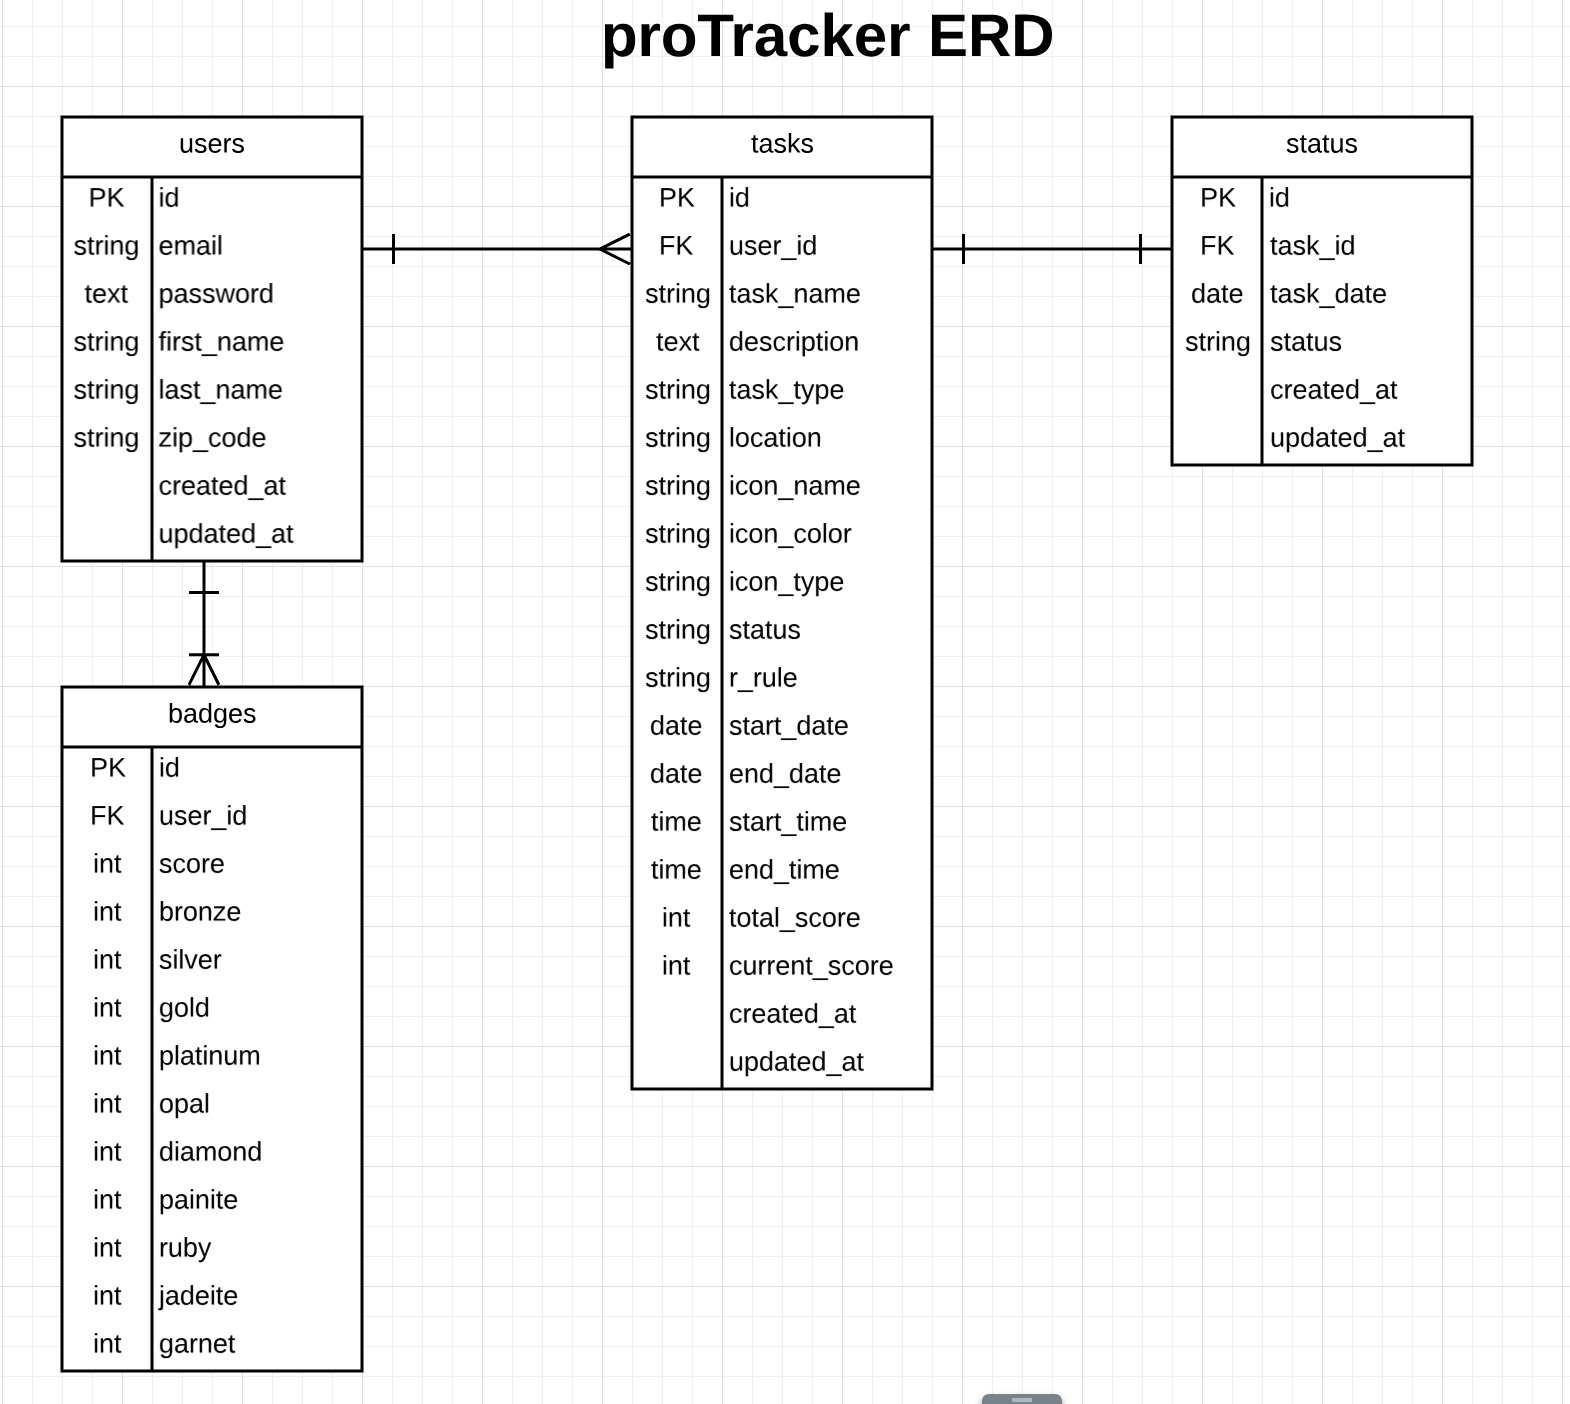 proTracker ERD
users
PK id
string email
text password
string first_name
string last_name
string zip_code
created_at
updated_at
badges
PK id
FK user_id
int score
int bronze
int silver
int gold
int platinum
int opal
int diamond
int painite
int ruby
int jadeite
int garnet
tasks
PK id
FK user_id
string task_name
text description
string task_type
string location
string icon_name
string icon_color
string icon_type
string status
string r_rule
date start_date
date end_date
time start_time
time end_time
int total_score
int current_score
created_at
updated_at
status
PK id
FK task_id
date task_date
string status
created_at
updated_at